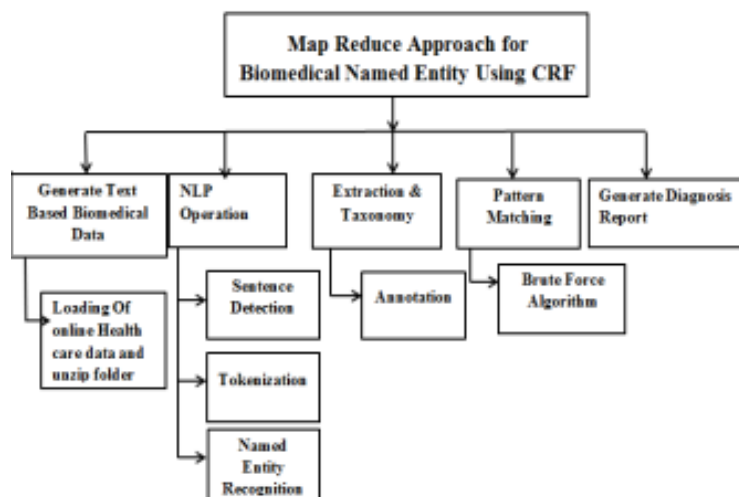 Map Reduce Approach for
Biomedical Named Entity Using CRF
Generate Text
Based Biomedical
Data
NLP
Operation
Extraction &
Taxonomy
Pattern
Matching
Generate Diagnosis
Report
Loading Of
online Health
care data and
unzip folder
Sentence
Detection
Tokenization
Named
Entity
Recognition
Annotation
Brute Force
Algorithm